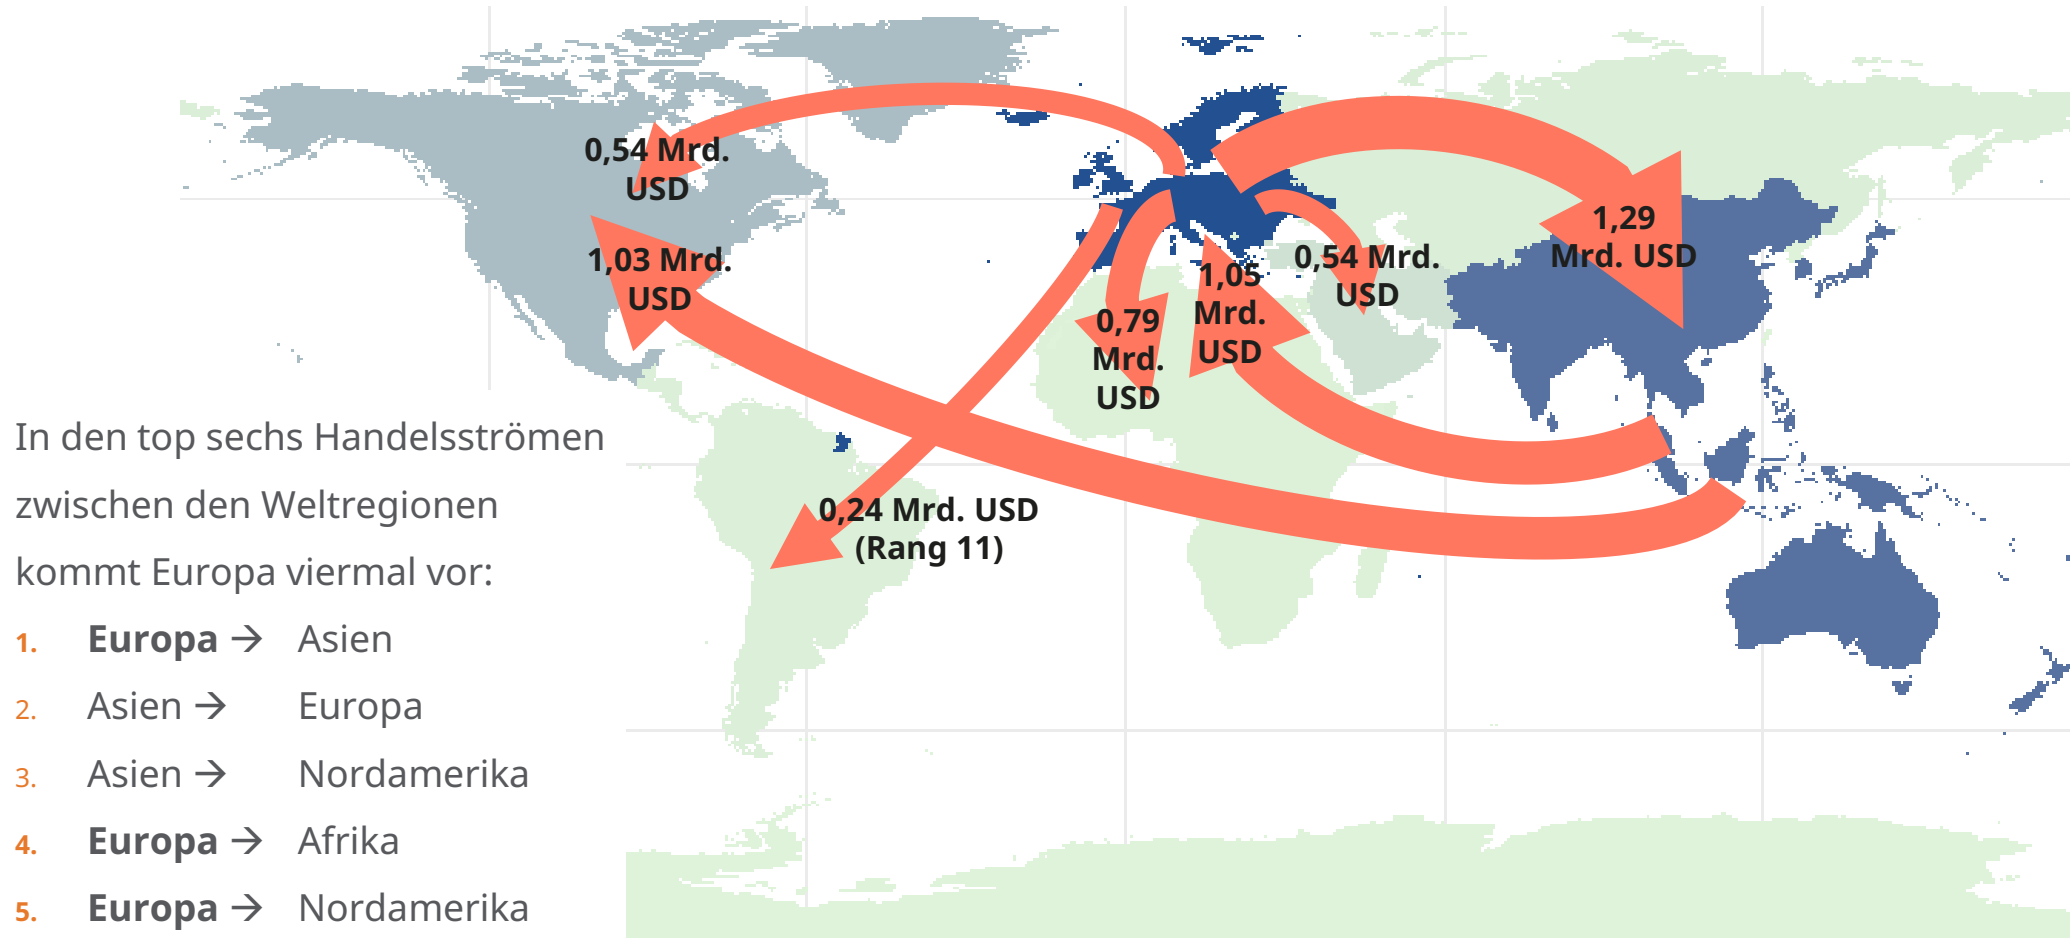 0,54 Mrd.
USD
1,03 Mrd.
USD
1,29
Mrd. USD
0,54 Mrd.
USD
1,05
Mrd.
USD
0,79
Mrd.
USD
0,24 Mrd. USD
(Rang 11)
In den top sechs Handelsströmen
zwischen den Weltregionen
kommt Europa viermal vor:
1. Europa → Asien
2. Asien → Europa
3. Asien → Nordamerika
4. Europa → Afrika
5. Europa → Nordamerika